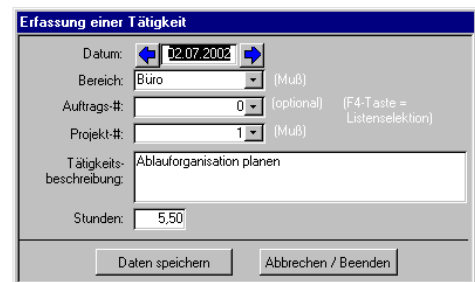 Erfassung einer Tätigkeit
Datum: 02.07.2002
Bereich: Büro (Muß)
Auftrags-#: 0 (optional) (F4-Taste =
Listenselektion)
Projekt-#: 1 (Muß)
Tätigkeits-
beschreibung:
Ablauforganisation planen
Stunden: 5,50
Daten speichern Abbrechen / Beenden